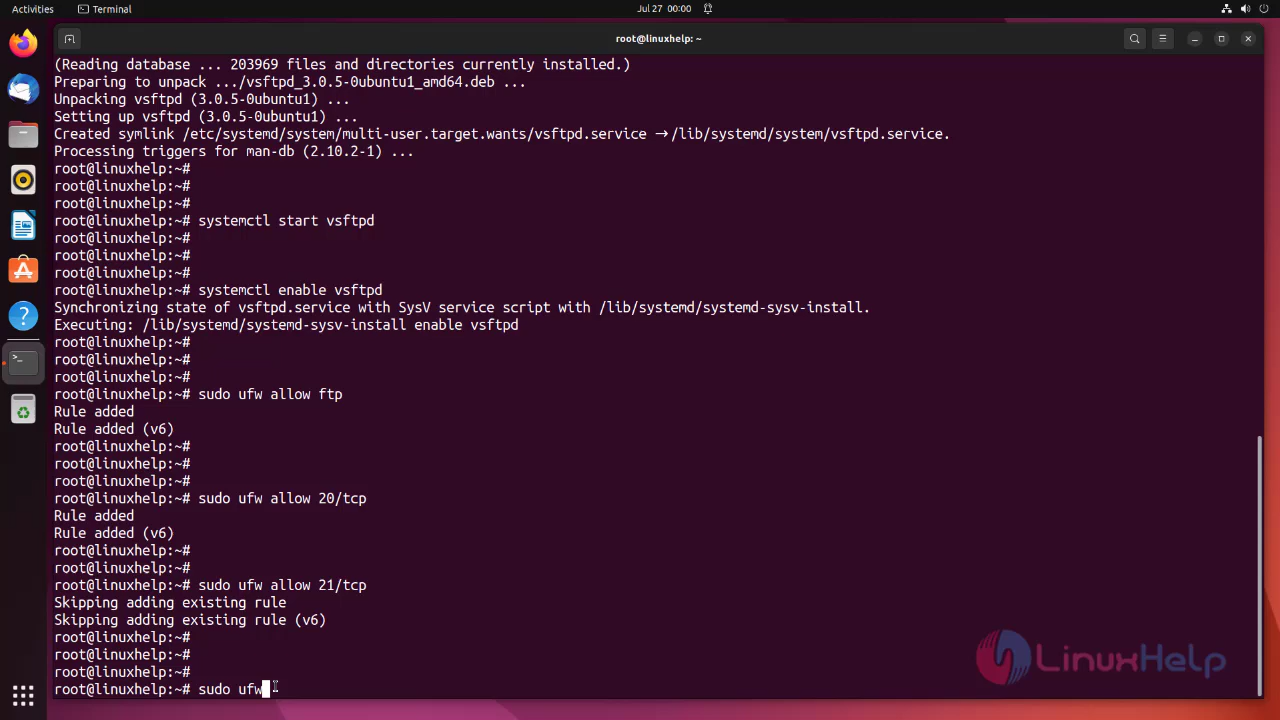 Activities
Terminal
Jul 27 00:00
root@linuxhelp: ~
(Reading database ... 203969 files and directories currently installed.)
Preparing to unpack .../vsftpd_3.0.5-0ubuntu1_amd64.deb ...
Unpacking vsftpd (3.0.5-0ubuntu1) ...
Setting up vsftpd (3.0.5-0ubuntu1) ...
Created symlink /etc/systemd/system/multi-user.target.wants/vsftpd.service → /lib/systemd/system/vsftpd.service.
Processing triggers for man-db (2.10.2-1) ...
root@linuxhelp:~#
root@linuxhelp:~#
root@linuxhelp:~#
root@linuxhelp:~# systemctl start vsftpd
root@linuxhelp:~#
root@linuxhelp:~#
root@linuxhelp:~#
root@linuxhelp:~# systemctl enable vsftpd
Synchronizing state of vsftpd.service with SysV service script with /lib/systemd/systemd-sysv-install.
Executing: /lib/systemd/systemd-sysv-install enable vsftpd
root@linuxhelp:~#
root@linuxhelp:~#
root@linuxhelp:~#
root@linuxhelp:~# sudo ufw allow ftp
Rule added
Rule added (v6)
root@linuxhelp:~#
root@linuxhelp:~#
root@linuxhelp:~#
root@linuxhelp:~# sudo ufw allow 20/tcp
Rule added
Rule added (v6)
root@linuxhelp:~#
root@linuxhelp:~#
root@linuxhelp:~# sudo ufw allow 21/tcp
Skipping adding existing rule
Skipping adding existing rule (v6)
root@linuxhelp:~#
root@linuxhelp:~#
root@linuxhelp:~#
root@linuxhelp:~# sudo ufw
LinuxHelp